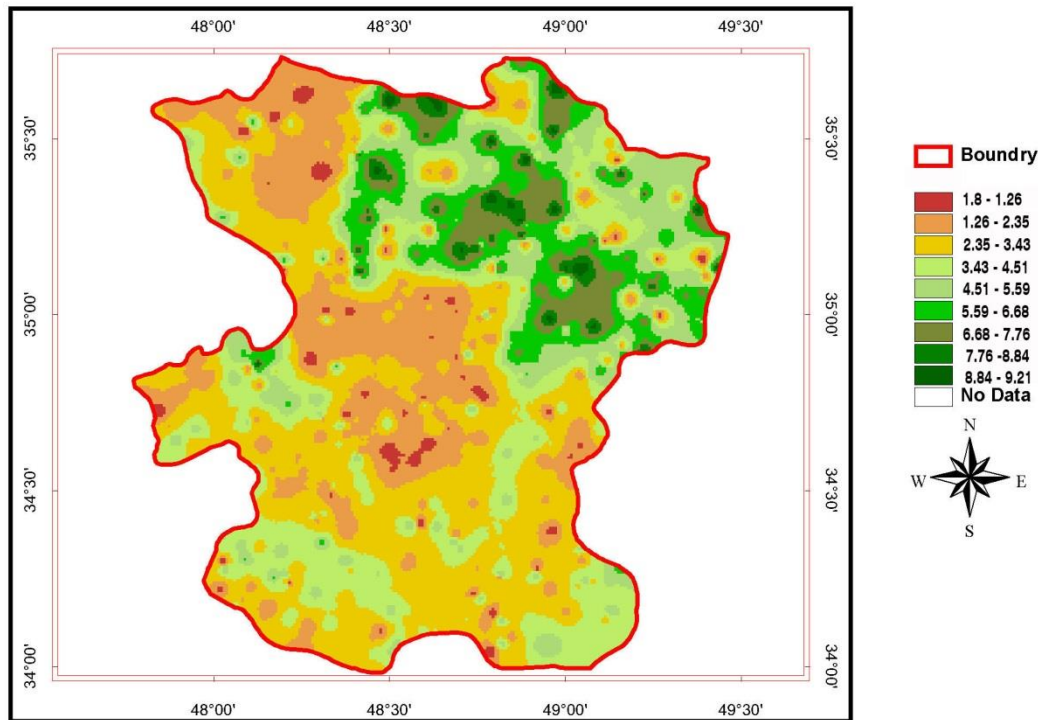 48°00' 48°30' 49°00' 49°30'
35°30' 35°30'
35°00' 35°00'
34°30' 34°30'
34°00' 34°00'
48°00' 48°30' 49°00' 49°30'
Boundry
1.8 - 1.26
1.26 - 2.35
2.35 - 3.43
3.43 - 4.51
4.51 - 5.59
5.59 - 6.68
6.68 - 7.76
7.76 -8.84
8.84 - 9.21
No Data
N
W E
S